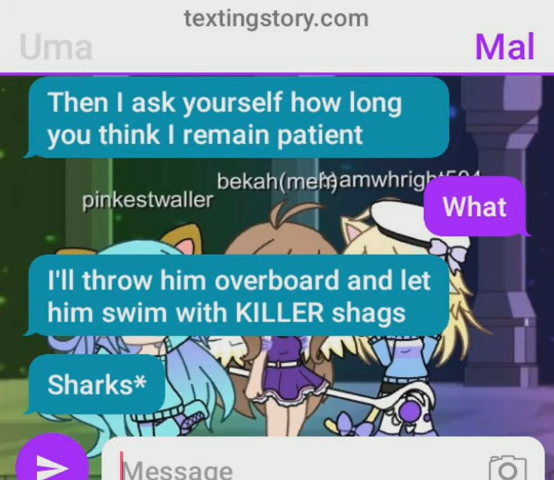 textingstory.com
Uma
Mal
Then I ask yourself how long
you think I remain patient
pinkestwaller
What
I'll throw him overboard and let
him swim with KILLER shags
Sharks*
Message